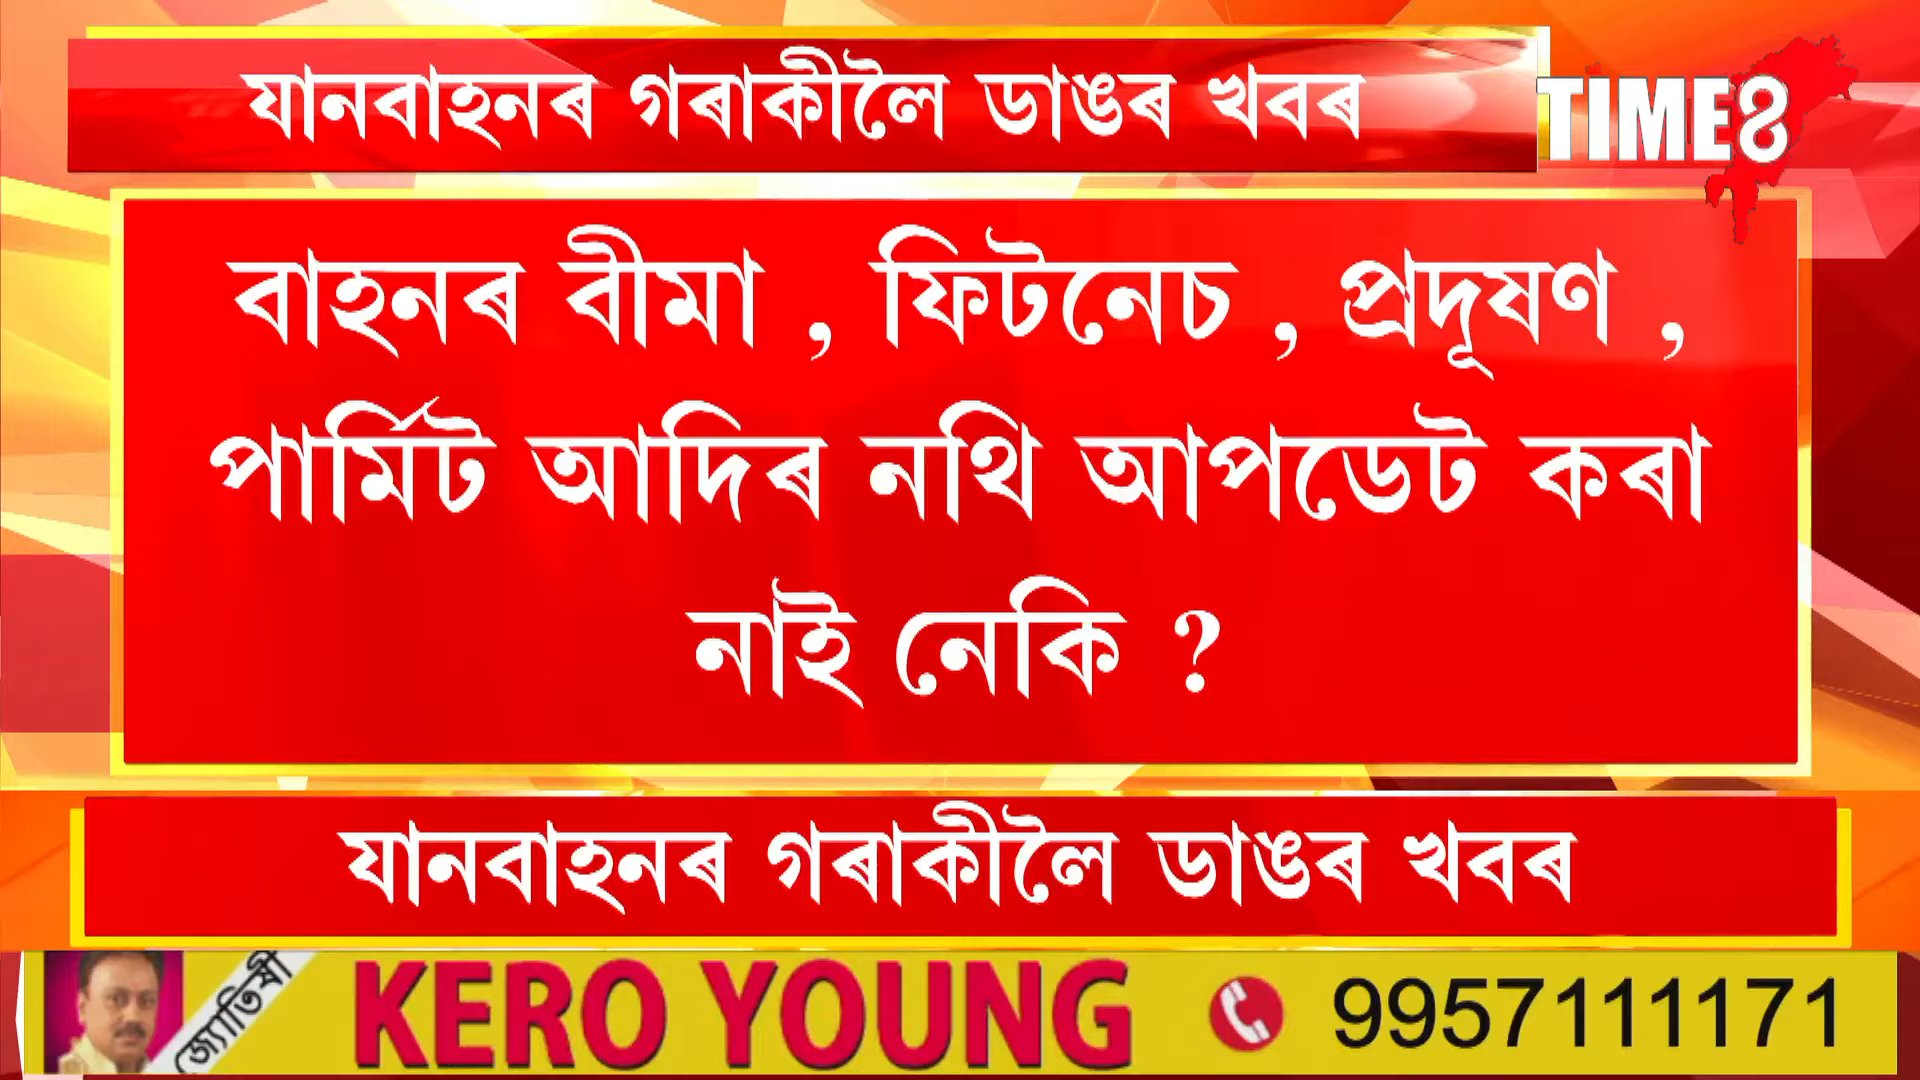 যানবাহনৰ গৰাকীলৈ ডাঙৰ খবৰ
TIME8
বাহনৰ বীমা , ফিটনেচ , প্ৰদূষণ ,
পাৰ্মিট আদিৰ নথি আপডেট কৰা
নাই নেকি ?
যানবাহনৰ গৰাকীলৈ ডাঙৰ খবৰ
জ্যোতিষী
KERO YOUNG
9957111171